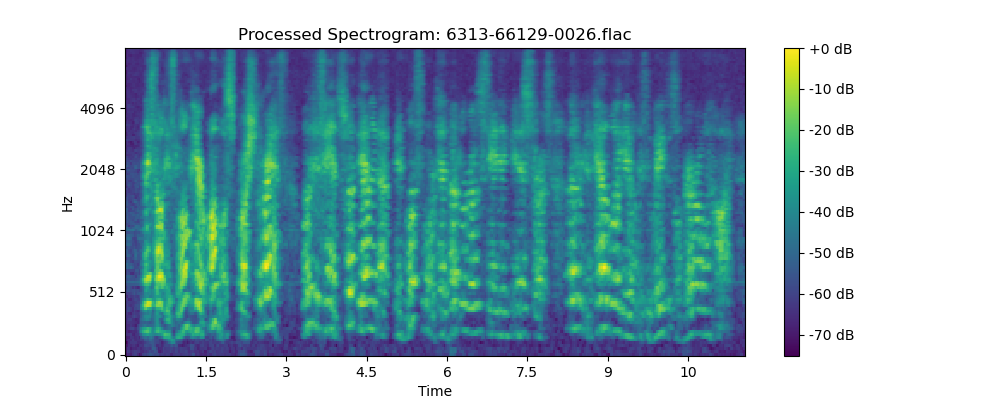 Processed Spectrogram: 6313-66129-0026.flac
+0 dB
-10 dB
-20 dB
-30 dB
-40 dB
-50 dB
-60 dB
-70 dB
4096
2048
1024
512
0
Hz
0 1.5 3 4.5 6 7.5 9 10
Time